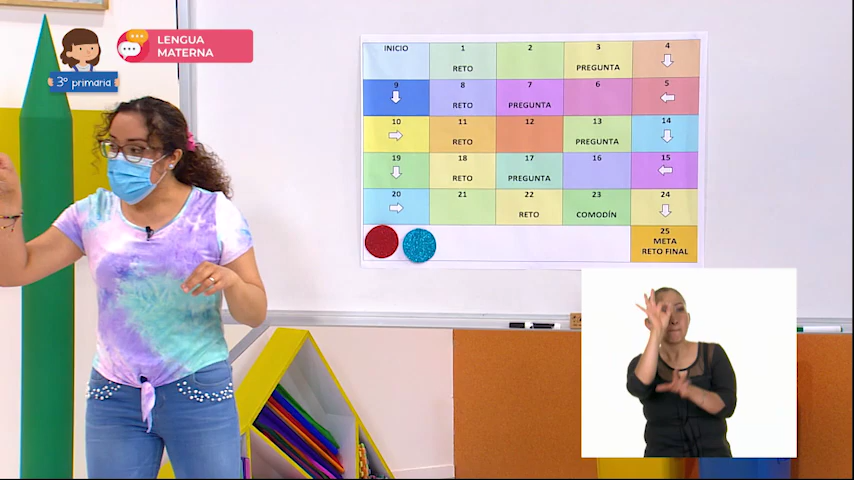 LENGUA
MATERNA
3° primaria
INICIO 1 2 3 4
RETO PREGUNTA
9 8 7 6 5
RETO PREGUNTA
10 11 12 13 14
RETO PREGUNTA
19 18 17 16 15
RETO PREGUNTA
20 21 22 23 24
RETO COMODÍN
25
META
RETO FINAL